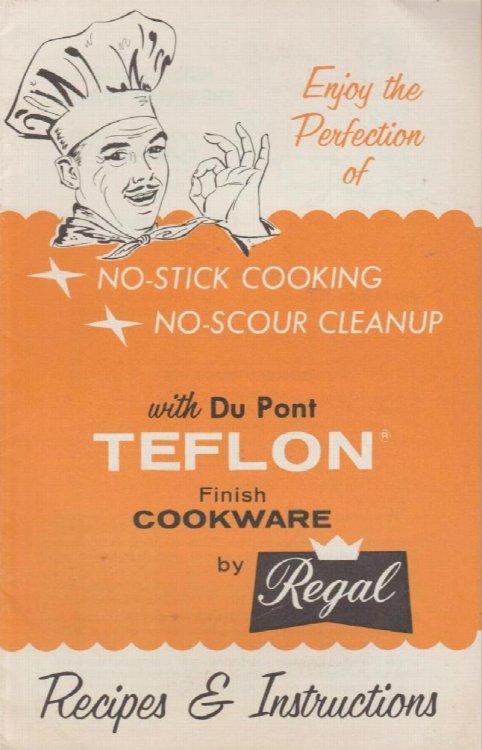 Enjoy the
Perfection
of
NO-STICK COOKING
NO-SCOUR CLEANUP
with Du Pont
TEFLON®
Finish
COOKWARE
by Regal
Recipes & Instructions